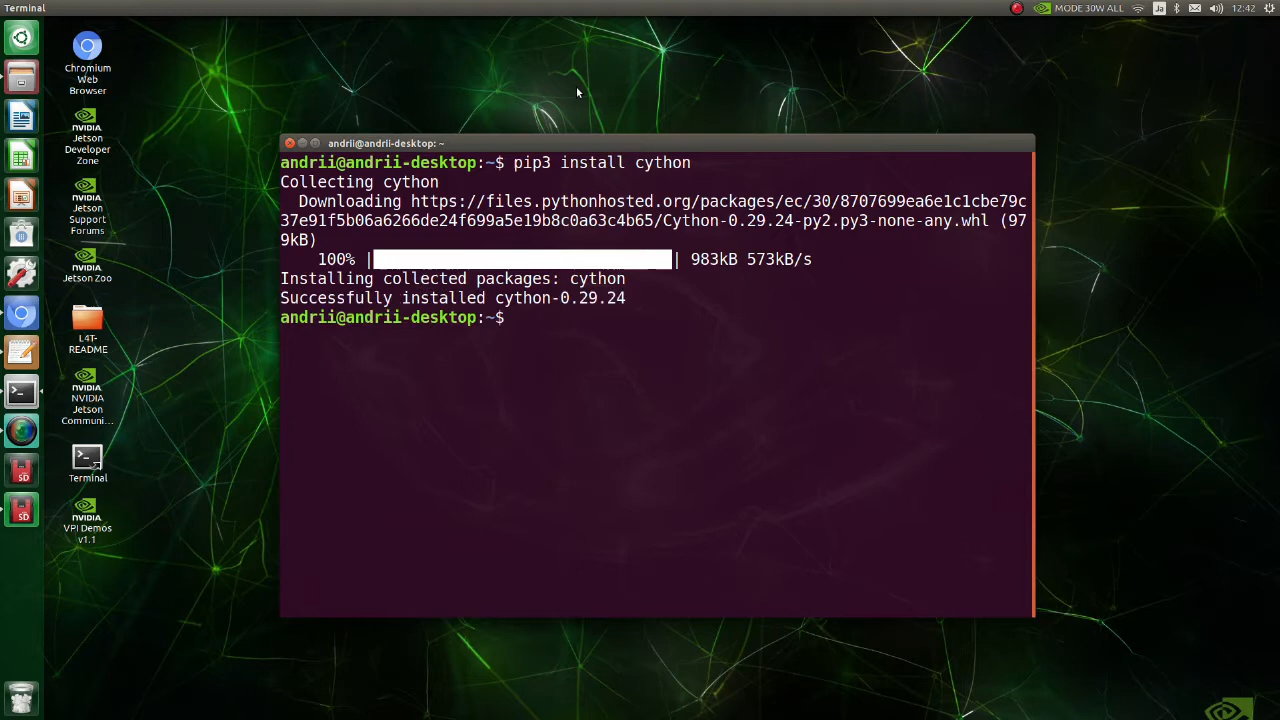 Terminal
MODE 30W ALL
Ja
12:42
Chromium
Web
Browser
NVIDIA
Jetson
Developer
Zone
NVIDIA
Jetson
Support
Forums
NVIDIA
Jetson Zoo
L4T-
README
NVIDIA
NVIDIA
Jetson
Communi...
>_
Terminal
NVIDIA
VPI Demos
v1.1
>_
SD
SD
andrii@andrii-desktop: ~
andrii@andrii-desktop:~$ pip3 install cython
Collecting cython
Downloading https://files.pythonhosted.org/packages/ec/30/8707699ea6e1c1cbe79c
37e91f5b06a6266de24f699a5e19b8c0a63c4b65/Cython-0.29.24-py2.py3-none-any.whl (97
9kB)
100% | | 983kB 573kB/s
Installing collected packages: cython
Successfully installed cython-0.29.24
andrii@andrii-desktop:~$